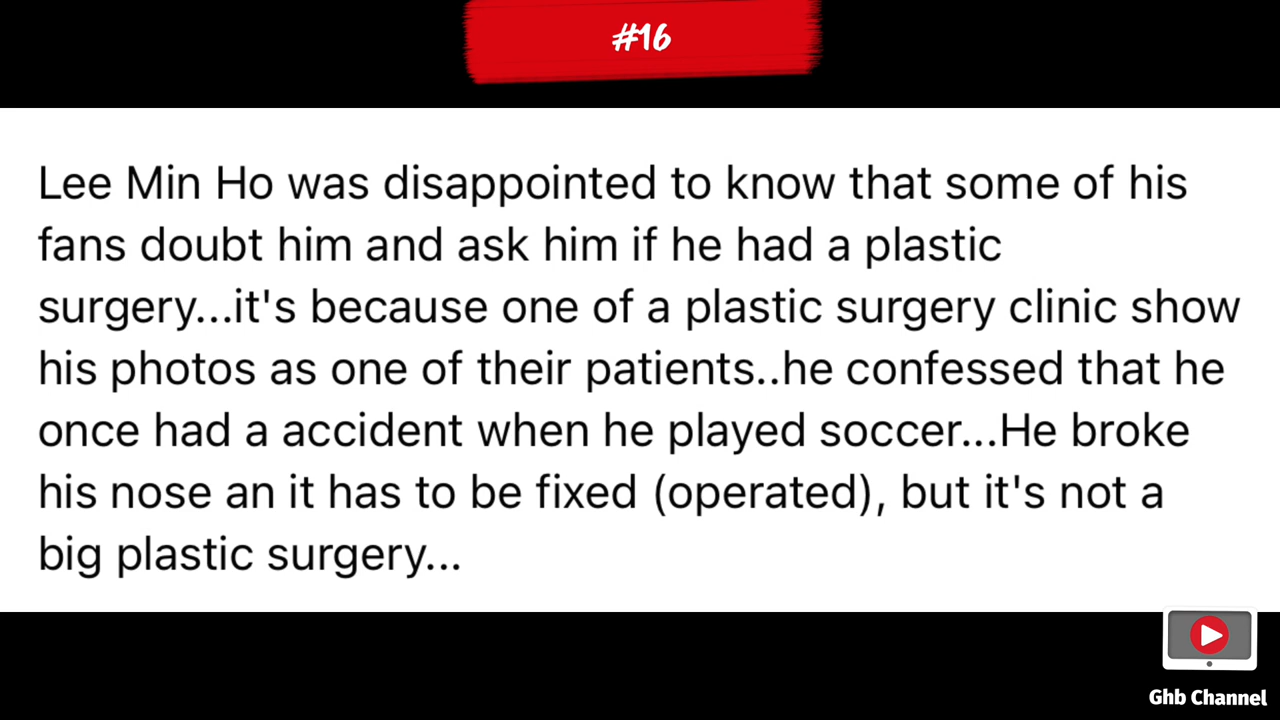 #16
Lee Min Ho was disappointed to know that some of his
fans doubt him and ask him if he had a plastic
surgery...it's because one of a plastic surgery clinic show
his photos as one of their patients..he confessed that he
once had a accident when he played soccer...He broke
his nose an it has to be fixed (operated), but it's not a
big plastic surgery...
Ghb Channel